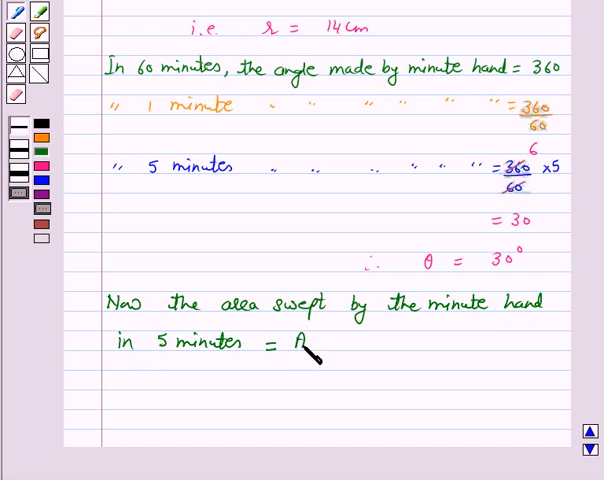 i.e. r = 14 cm
In 60 minutes, the angle made by minute hand = 360
" 1 minute " " " " " " = 360/60
" 5 minutes " " " " " " = 360/60 x5
6
= 30
∴ θ = 30°
Now the area swept by the minute hand
in 5 minutes = A